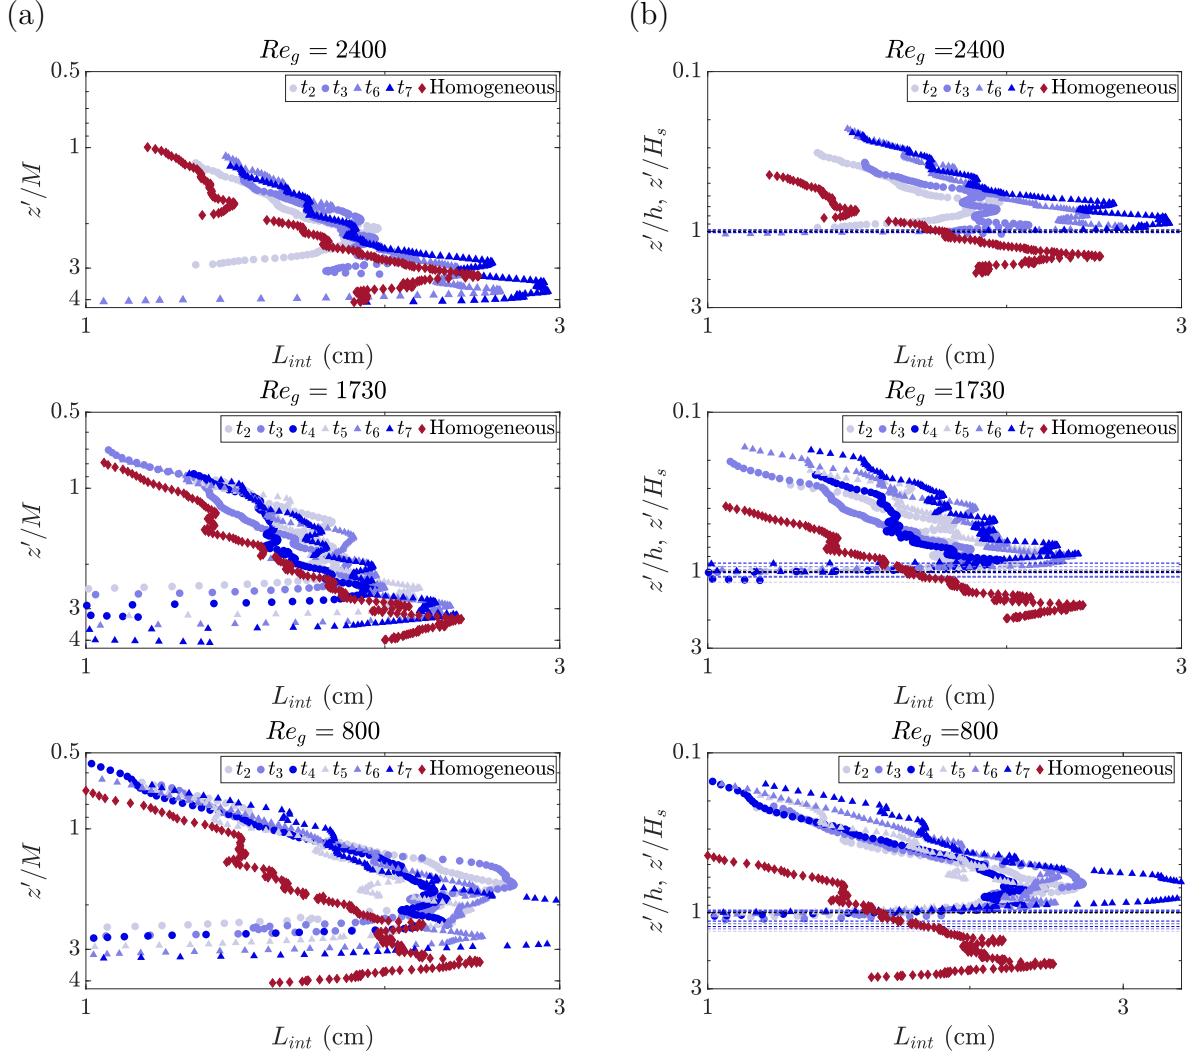 (a)
(b)
Re_g = 2400
Re_g =2400
t_2 t_3 t_6 t_7 Homogeneous
t_2 t_3 t_6 t_7 Homogeneous
0.5
1
3
4
z'/M
1
3
L_int (cm)
0.1
1
3
z'/h, z'/H_s
1
3
L_int (cm)
Re_g = 1730
Re_g =1730
t_2 t_3 t_4 t_5 t_6 t_7 Homogeneous
t_2 t_3 t_4 t_5 t_6 t_7 Homogeneous
0.5
1
3
4
z'/M
1
3
L_int (cm)
0.1
1
3
z'/h, z'/H_s
1
3
L_int (cm)
Re_g = 800
Re_g =800
t_2 t_3 t_4 t_5 t_6 t_7 Homogeneous
t_2 t_3 t_4 t_5 t_6 t_7 Homogeneous
0.5
1
3
4
z'/M
1
3
L_int (cm)
0.1
1
3
z'/h, z'/H_s
1
3
L_int (cm)